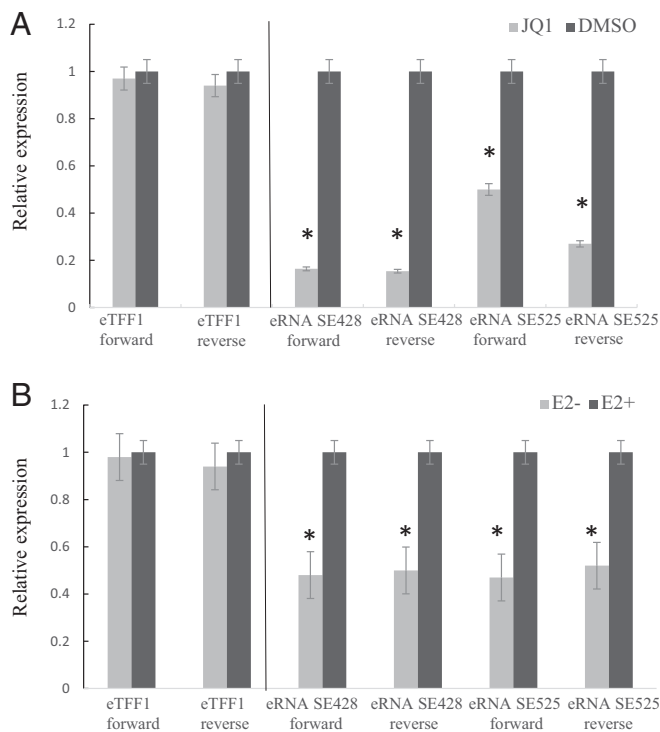 A
JQ1 DMSO
Relative expression
1.2
1
0.8
0.6
0.4
0.2
0
* * * *
eTFF1 eTFF1 eRNA SE428 eRNA SE428 eRNA SE525 eRNA SE525
forward reverse forward reverse forward reverse
B
E2- E2+
Relative expression
1.2
1
0.8
0.6
0.4
0.2
0
* * * *
eTFF1 eTFF1 eRNA SE428 eRNA SE428 eRNA SE525 eRNA SE525
forward reverse forward reverse forward reverse